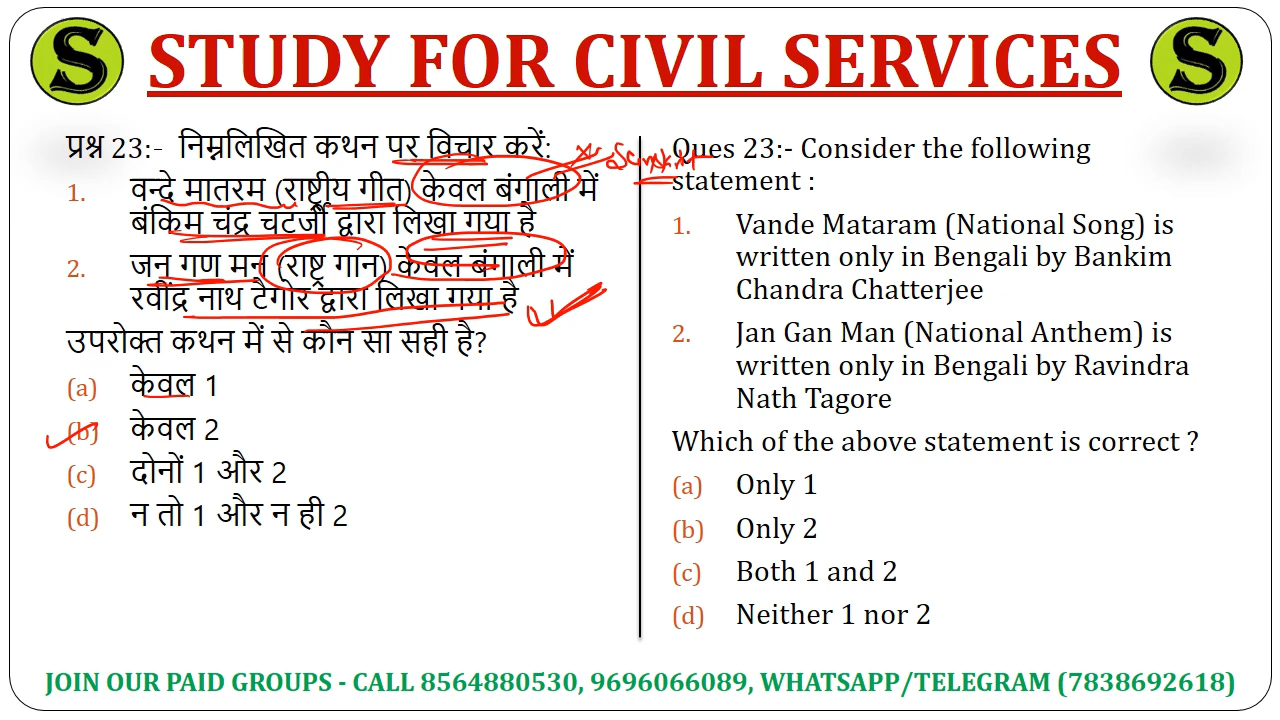 S
STUDY FOR CIVIL SERVICES
S
प्रश्न 23:- निम्नलिखित कथन पर विचार करें:
1. वन्दे मातरम (राष्ट्रीय गीत) केवल बंगाली में
बंकिम चंद्र चटर्जी द्वारा लिखा गया है
2. जन गण मन (राष्ट्र गान) केवल बंगाली में
रवींद्र नाथ टैगोर द्वारा लिखा गया है
उपरोक्त कथन में से कौन सा सही है?
(a) केवल 1
(b) केवल 2
(c) दोनों 1 और 2
(d) न तो 1 और न ही 2
Ques 23:- Consider the following
statement :
1. Vande Mataram (National Song) is
written only in Bengali by Bankim
Chandra Chatterjee
2. Jan Gan Man (National Anthem) is
written only in Bengali by Ravindra
Nath Tagore
Which of the above statement is correct ?
(a) Only 1
(b) Only 2
(c) Both 1 and 2
(d) Neither 1 nor 2
JOIN OUR PAID GROUPS - CALL 8564880530, 9696066089, WHATSAPP/TELEGRAM (7838692618)